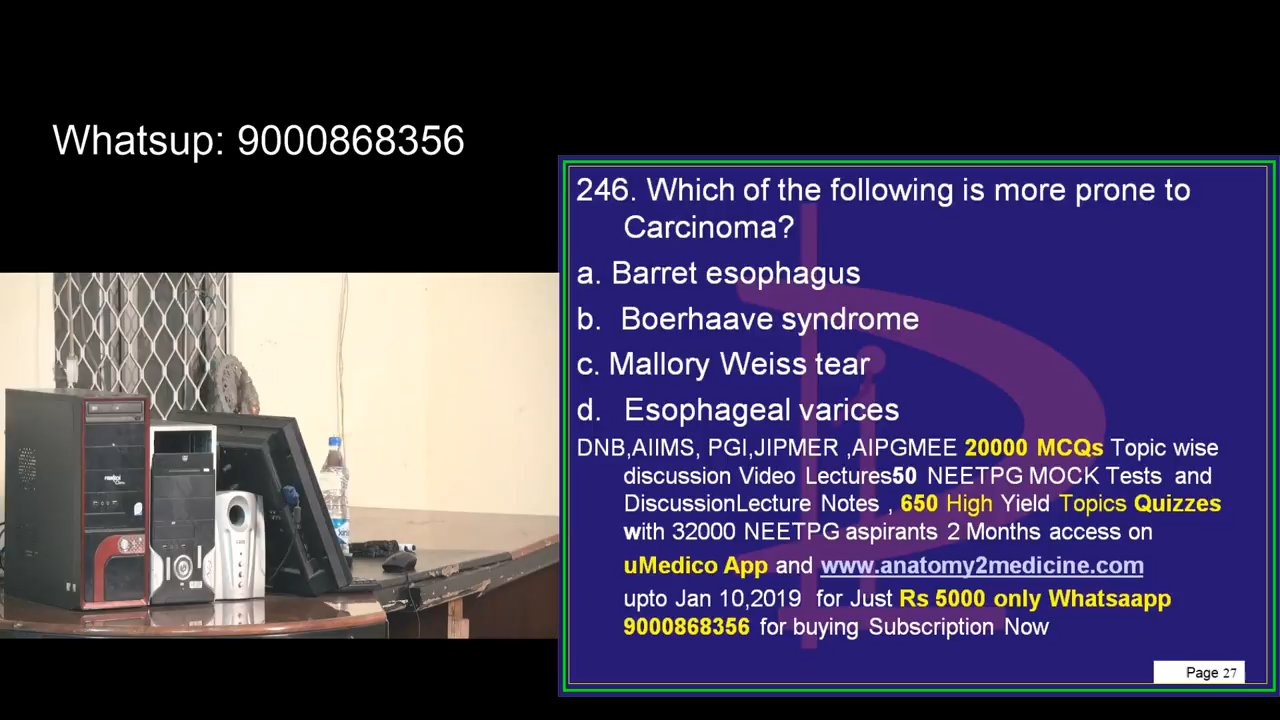 Whatsup: 9000868356
246. Which of the following is more prone to
Carcinoma?
a. Barret esophagus
b. Boerhaave syndrome
c. Mallory Weiss tear
d. Esophageal varices
DNB,AIIMS, PGI,JIPMER ,AIPGMEE 20000 MCQs Topic wise
discussion Video Lectures50 NEETPG MOCK Tests and
DiscussionLecture Notes , 650 High Yield Topics Quizzes
with 32000 NEETPG aspirants 2 Months access on
uMedico App and www.anatomy2medicine.com
upto Jan 10,2019 for Just Rs 5000 only Whatsaapp
9000868356 for buying Subscription Now
Page 27